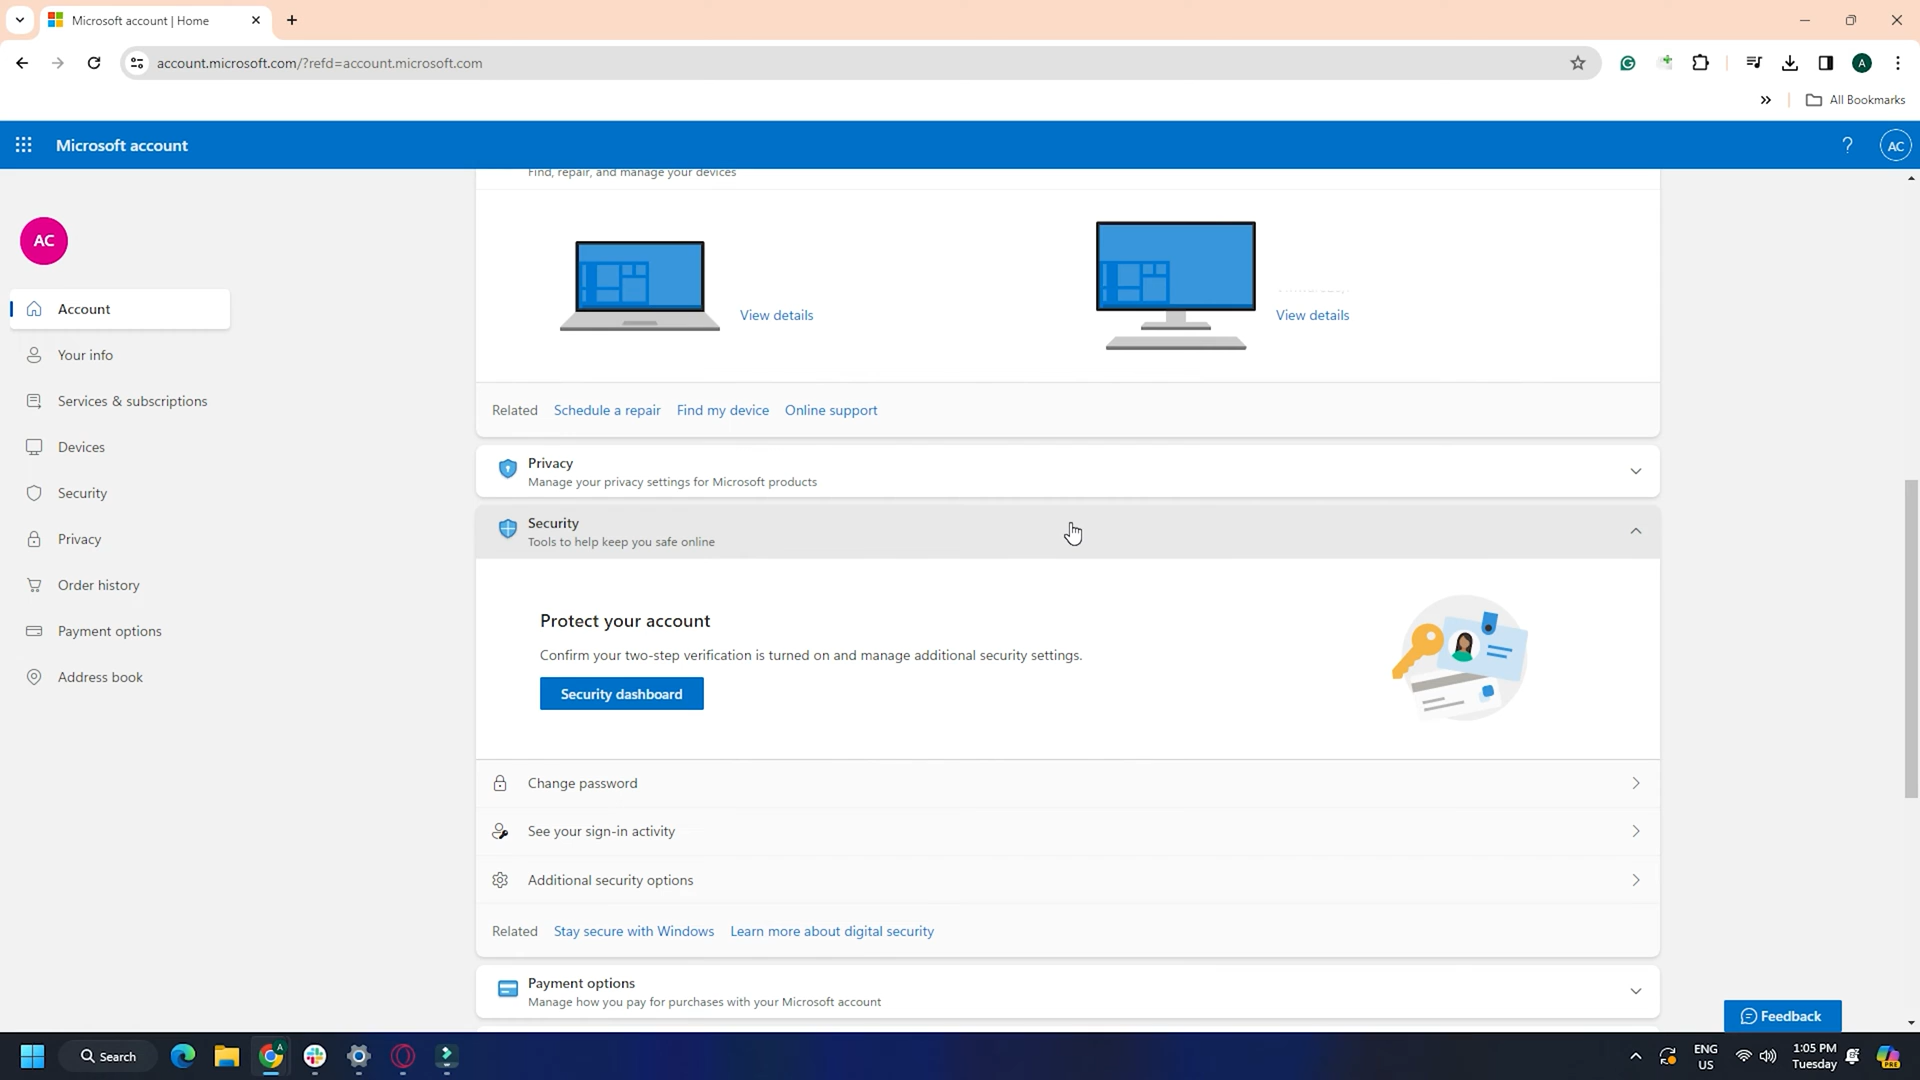 Microsoft account | Home
account.microsoft.com/?refd=account.microsoft.com
A
All Bookmarks
Microsoft account
?
AC
Find, repair, and manage your devices
AC
Account
Your info
Services & subscriptions
Devices
Security
Privacy
Order history
Payment options
Address book
View details
View details
Related Schedule a repair Find my device Online support
Privacy
Manage your privacy settings for Microsoft products
Security
Tools to help keep you safe online
Protect your account
Confirm your two-step verification is turned on and manage additional security settings.
Security dashboard
Change password
See your sign-in activity
Additional security options
Related Stay secure with Windows Learn more about digital security
Payment options
Manage how you pay for purchases with your Microsoft account
Feedback
Search
A
ENG
US
1:05 PM
Tuesday
PRE